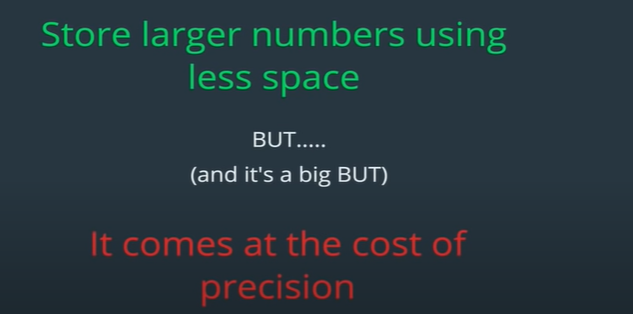 Store larger numbers using
less space
BUT.....
(and it's a big BUT)
It comes at the cost of
precision